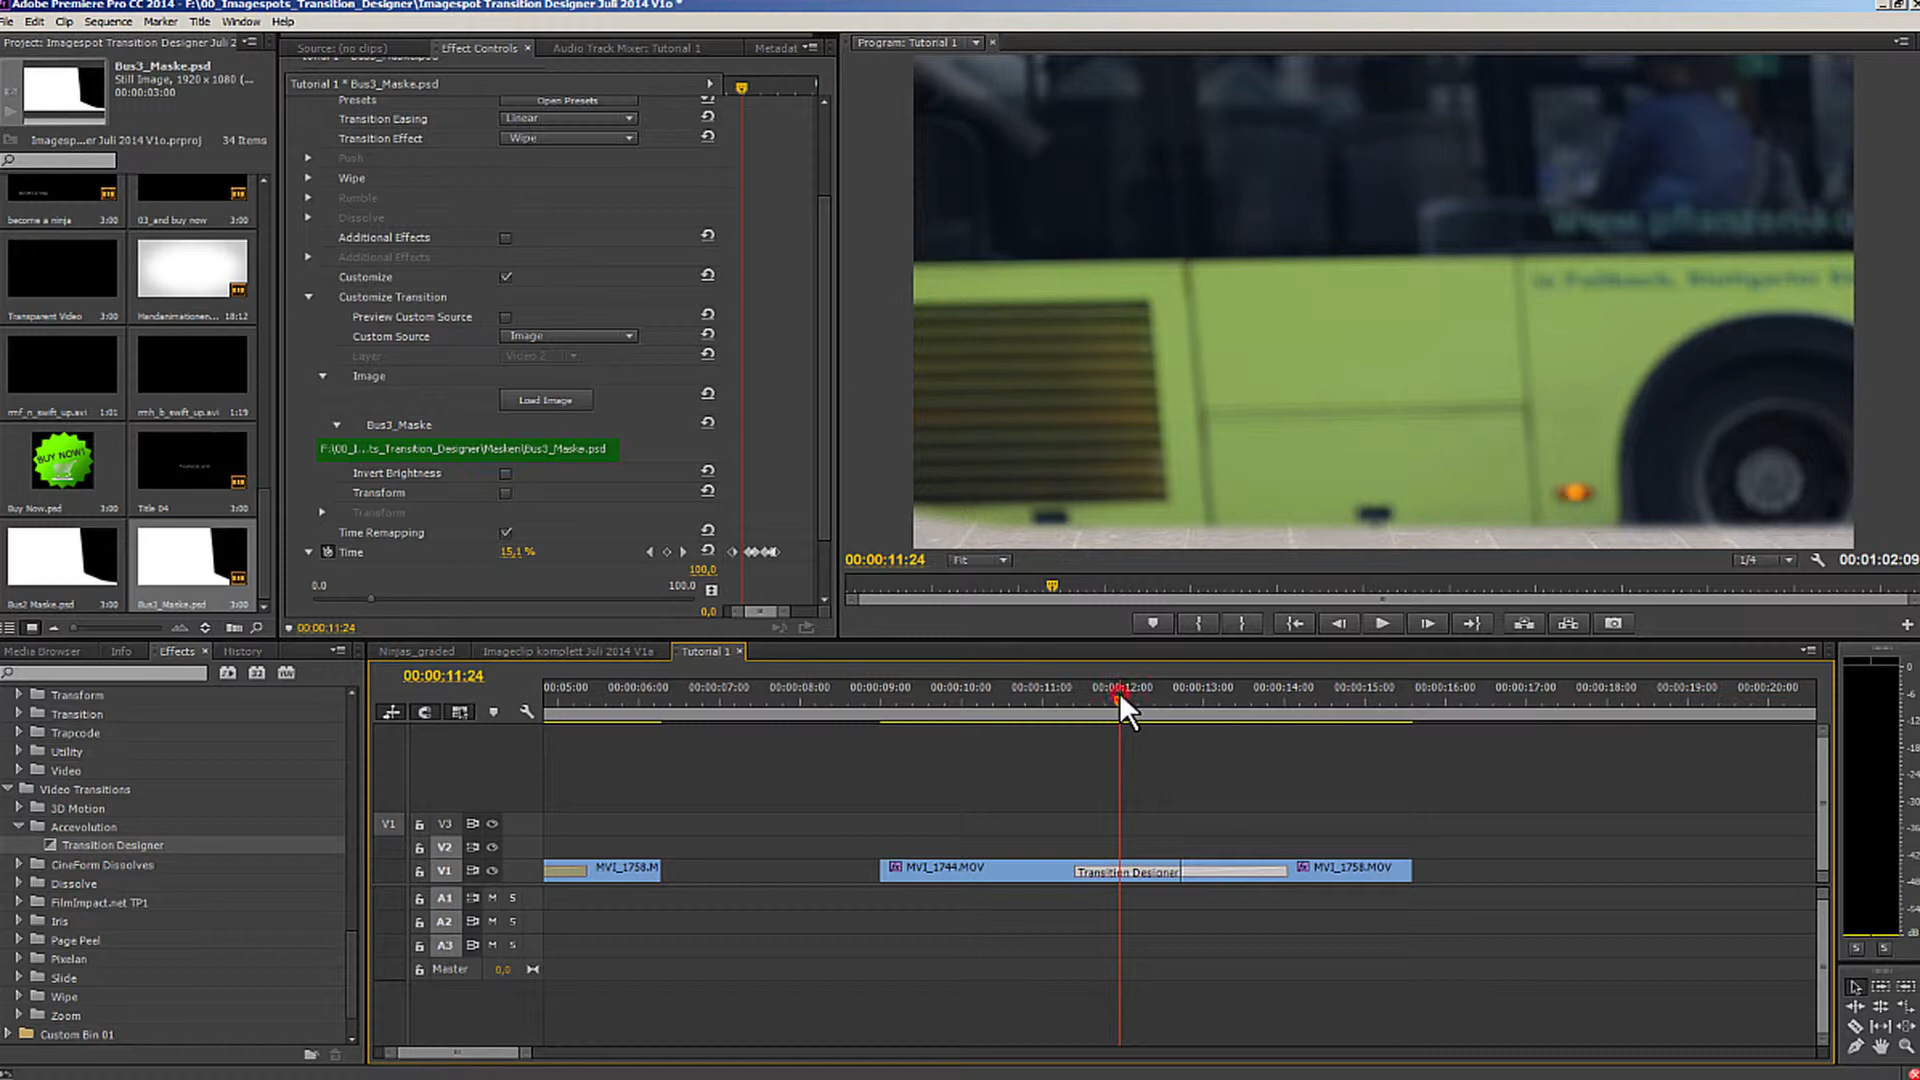 Adobe Premiere Pro CC 2014 - F:\00_Imagespots_Transition_Designer\Imagespot Transition Designer Juli 2014 V1o *
File Edit Clip Sequence Marker Title Window Help
Project: Imagespot Transition Designer Juli 2
Bus3_Maske.psd
Still Image, 1920 x 1080 (...
00:00:03:00
Imagesp...er Juli 2014 V1o.prproj 34 Items
become a ninja 3:00
03_and buy now 3:00
Transparent Video 3:00
Handanimationen... 18:12
rmf_n_swift_up.avi 1:01
rmh_b_swift_up.avi 1:19
BUY NOW!
Buy Now.psd 3:00
Title 04 3:00
Bus2 Maske.psd 3:00
Bus3_Maske.psd 3:00
Source: (no clips) Effect Controls × Audio Track Mixer: Tutorial 1 Metadat
Tutorial 1 * Bus3_Maske.psd
Presets Open Presets
Transition Easing Linear
Transition Effect Wipe
Push
Wipe
Rumble
Dissolve
Additional Effects
Additional Effects
Customize
Customize Transition
Preview Custom Source
Custom Source Image
Layer Video 2
Image
Load Image
Bus3_Maske
F:\00_I...ts_Transition_Designer\Masken\Bus3_Maske.psd
Invert Brightness
Transform
Transform
Time Remapping
Time 15,1 %
100,0
0.0 100.0
0,0
00:00:11:24
Program: Tutorial 1 ×
00:00:11:24 Fit 1/4 00:01:02:09
Media Browser Info Effects × History
Transform
Transition
Trapcode
Utility
Video
Video Transitions
3D Motion
Accevolution
Transition Designer
CineForm Dissolves
Dissolve
FilmImpact.net TP1
Iris
Page Peel
Pixelan
Slide
Wipe
Zoom
Custom Bin 01
Ninjas_graded Imageclip komplett Juli 2014 V1a Tutorial 1 ×
00:00:11:24
00:05:00 00:00:06:00 00:00:07:00 00:00:08:00 00:00:09:00 00:00:10:00 00:00:11:00 00:00:12:00 00:00:13:00 00:00:14:00 00:00:15:00 00:00:16:00 00:00:17:00 00:00:18:00 00:00:19:00 00:00:20:00
V1 V3
V2
V1 MVI_1758.M MVI_1744.MOV Transition Designer MVI_1758.MOV
A1 M S
A2 M S
A3 M S
Master 0,0
0
S S